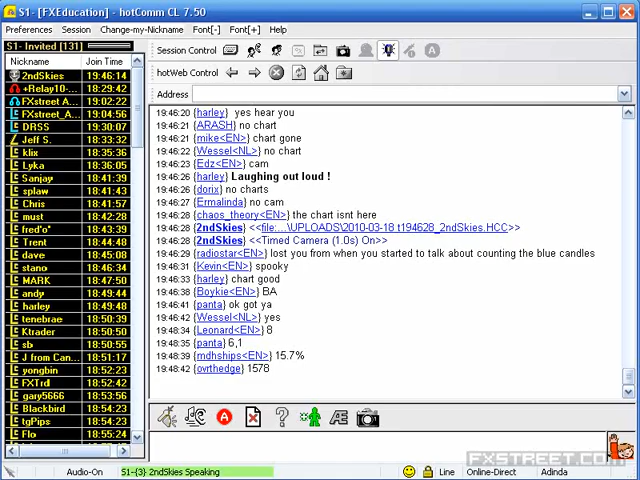 S1- [FXEducation] - hotComm CL 7.50
Preferences Session Change-my-Nickname Font[-] Font[+] Help
S1- Invited [131]
Session Control
Nickname Join Time
hotWeb Control
2ndSkies 19:46:14
+Relay10-... 18:29:42
Address
FXstreet A... 19:02:22
FXstreet ... 19:04:56
DRSS 19:30:07
Jeff S. 18:33:32
klix 18:35:36
Lyka 18:36:05
Sanjay 18:41:39
splaw 18:41:43
Chris 18:41:57
must 18:42:28
fred'o* 18:43:39
Trent 18:44:48
dave 18:45:08
stano 18:46:36
MARK 18:47:50
andy 18:49:44
harley 18:49:48
tenebrae 18:50:39
Ktrader 18:50:50
sb 18:50:55
J from Can... 18:51:17
yongbin 18:52:23
FXTrd 18:52:42
gary5666 18:53:56
Blackbird 18:54:23
tgPips 18:54:23
Flo 18:55:24
19:46:20 {harley} yes hear you
19:46:21 {ARASH} no chart
19:46:21 {mike<EN>} chart gone
19:46:22 {Wessel<NL>} no chart
19:46:23 {Edz<EN>} cam
19:46:26 {harley} Laughing out loud !
19:46:26 {dorix} no charts
19:46:27 {Ermalinda} no cam
19:46:28 {chaos_theory<EN>} the chart isnt here
19:46:28 {2ndSkies} <<file:...\UPLOADS\2010-03-18 t194628_2ndSkies.HCC>>
19:46:28 {2ndSkies} <<Timed Camera (1.0s) On>>
19:46:29 {radiostar<EN>} lost you from when you started to talk about counting the blue candles
19:46:31 {Kevin<EN>} spooky
19:46:32 {harley} chart good
19:46:38 {Boykie<EN>} BA
19:46:41 {panta} ok got ya
19:46:42 {Wessel<NL>} yes
19:48:34 {Leonard<EN>} 8
19:48:35 {panta} 6,1
19:48:39 {mdhships<EN>} 15.7%
19:48:42 {ovrthedge} 1578
FXSTREET.COM
Audio-On S1-{3} 2ndSkies Speaking Line Online-Direct Adinda